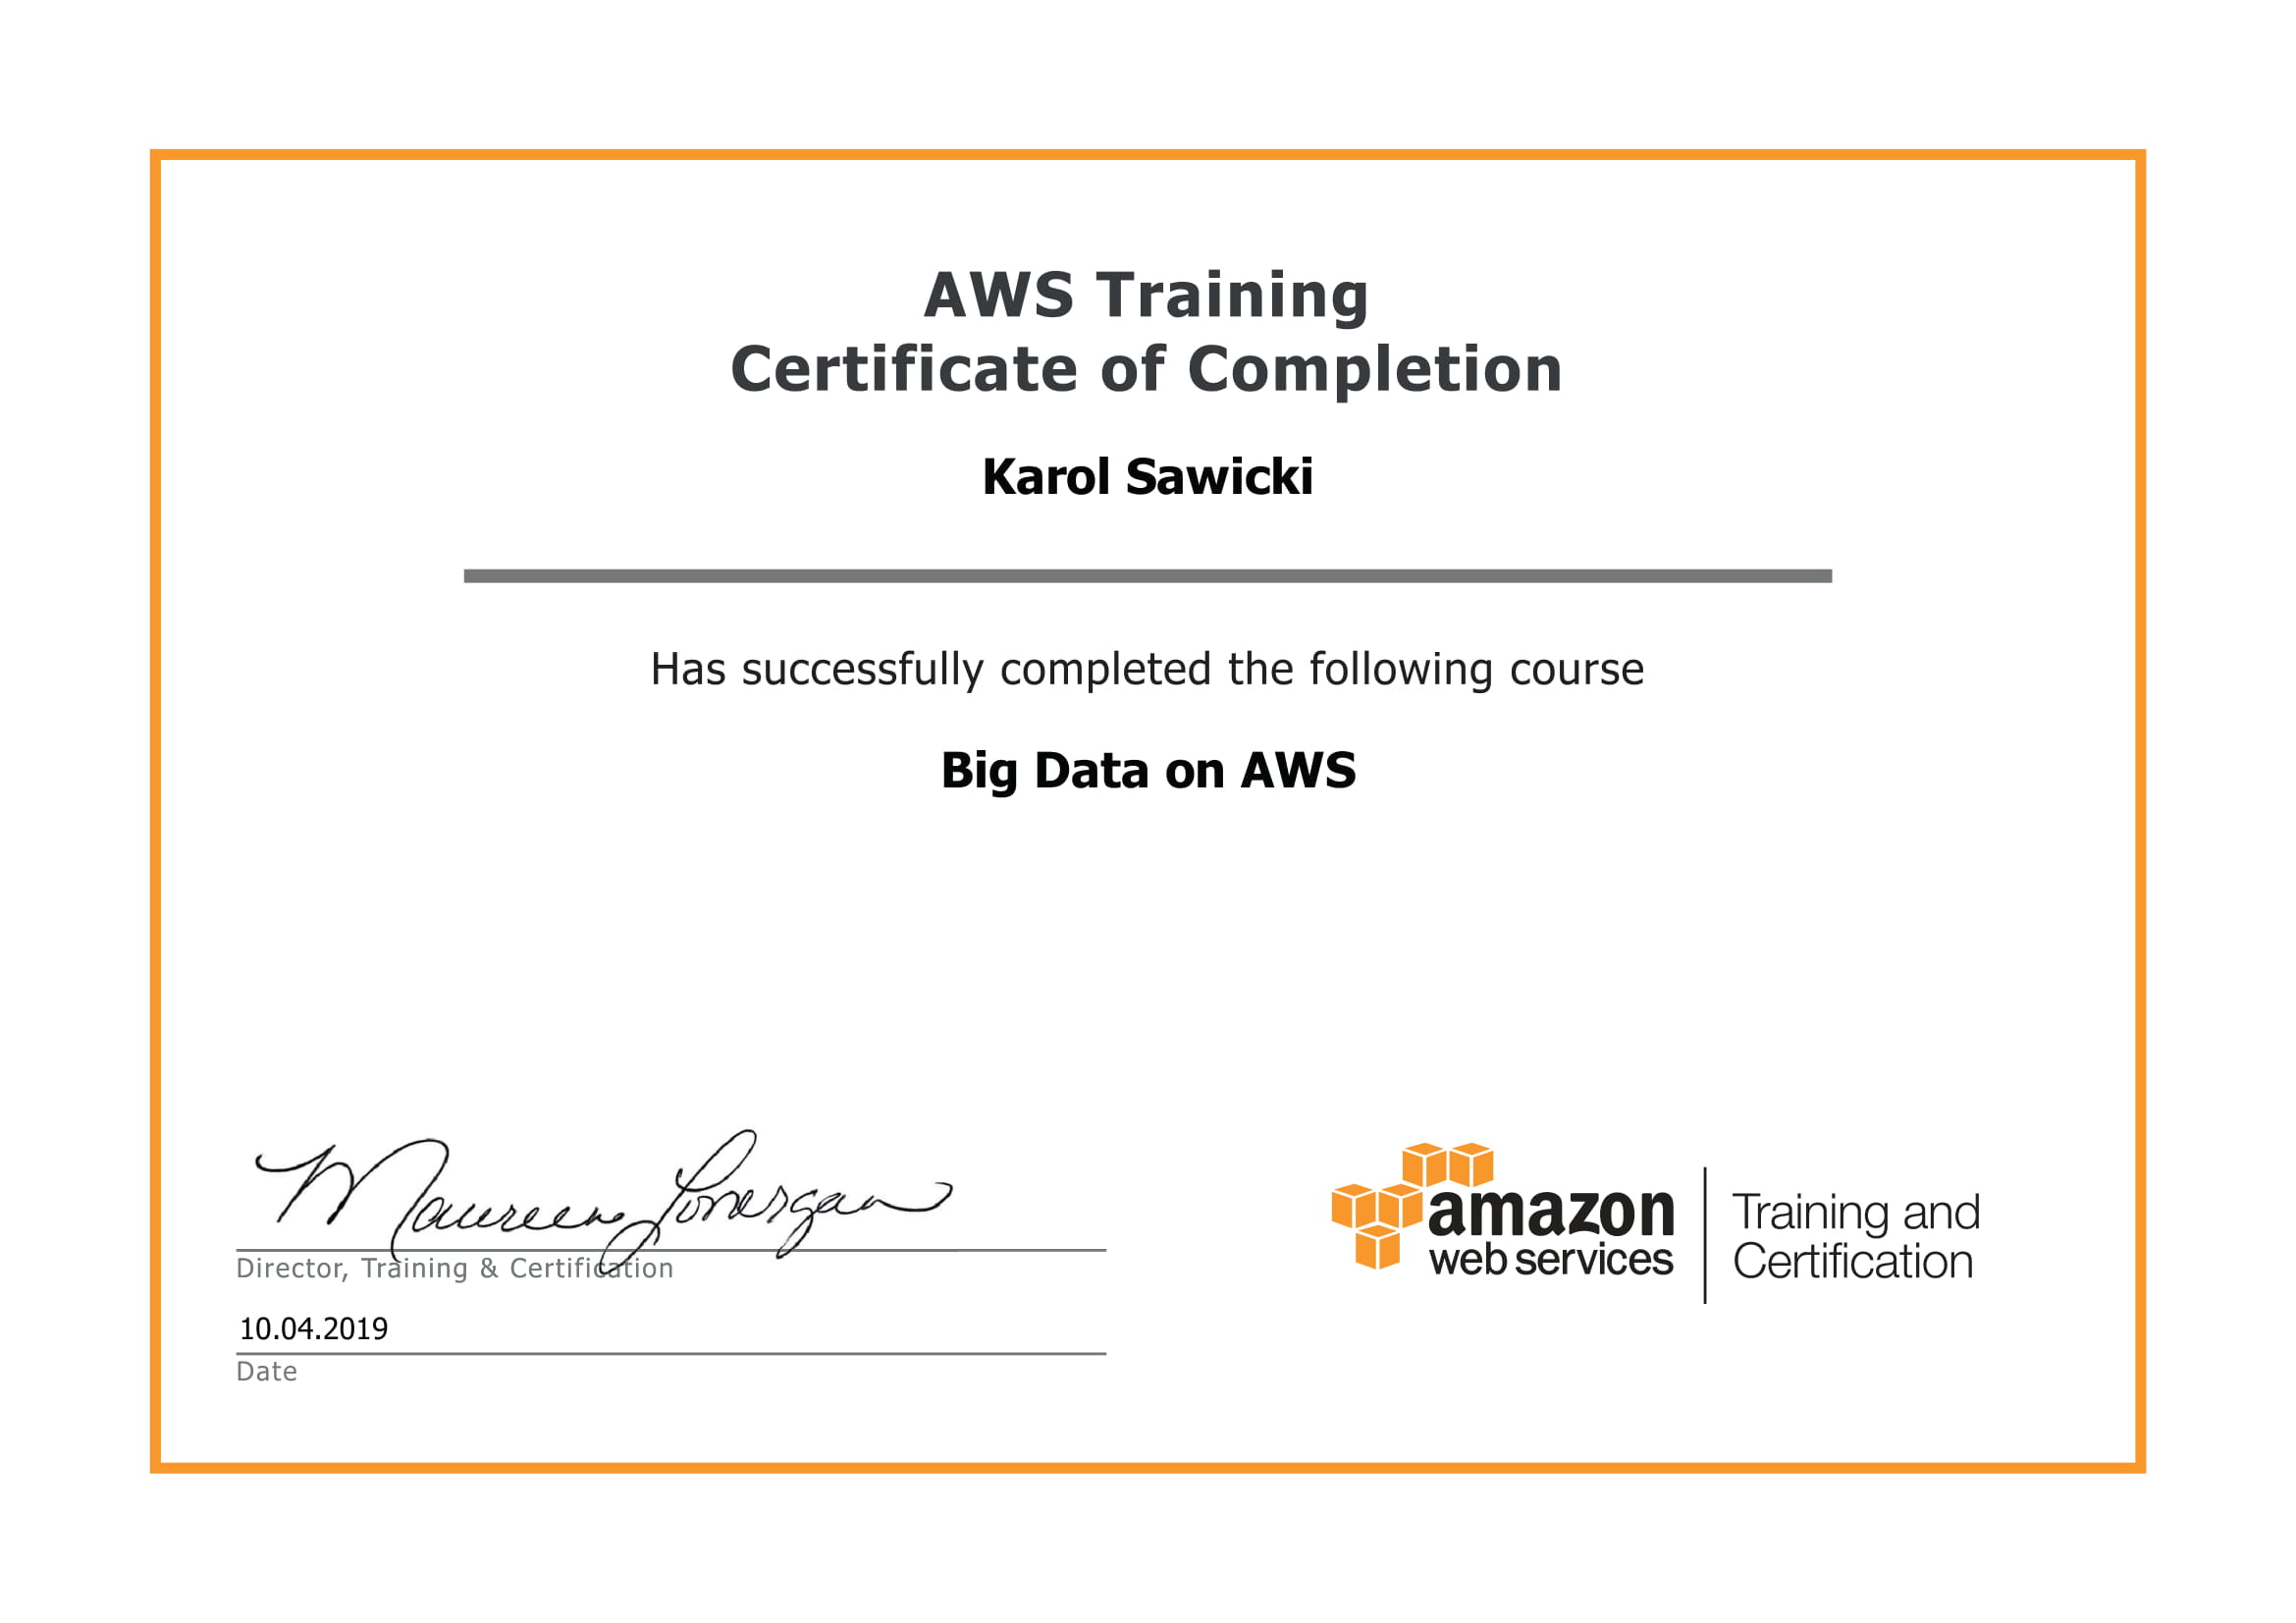 AWS Training
Certificate of Completion
Karol Sawicki
Has successfully completed the following course
Big Data on AWS
Maureen Lonergan
Director, Training & Certification
10.04.2019
Date
amazon
web services
Training and
Certification